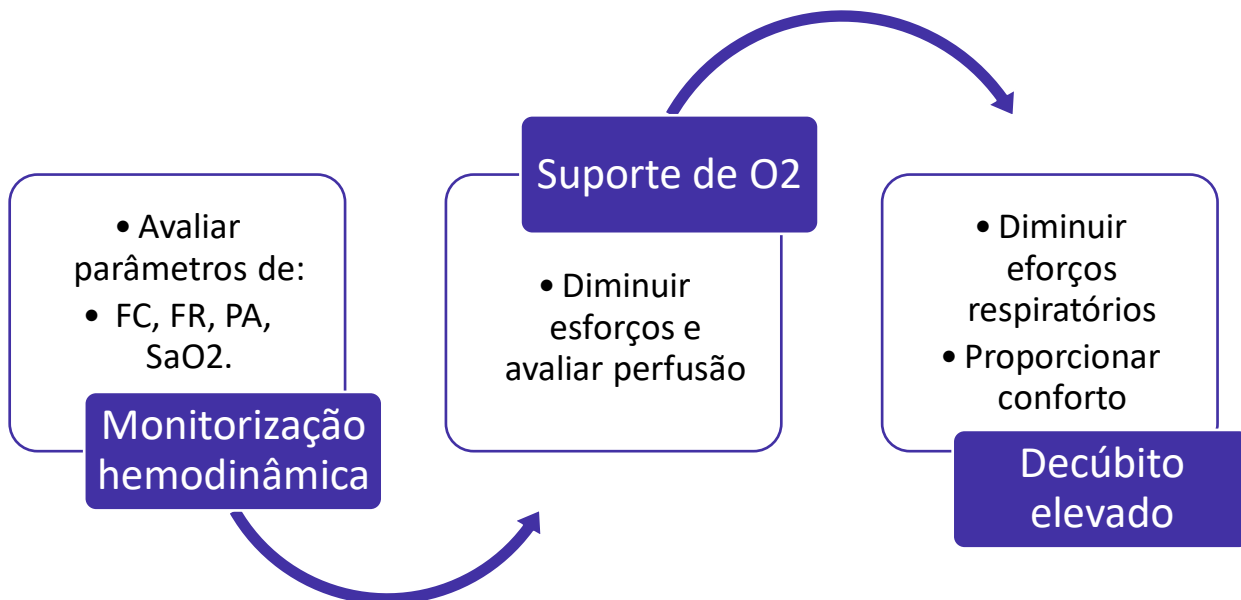 • Avaliar
parâmetros de:
• FC, FR, PA,
SaO2.
Monitorização
hemodinâmica
Suporte de O2
• Diminuir
esforços e
avaliar perfusão
• Diminuir
eforços
respiratórios
• Proporcionar
conforto
Decúbito
elevado